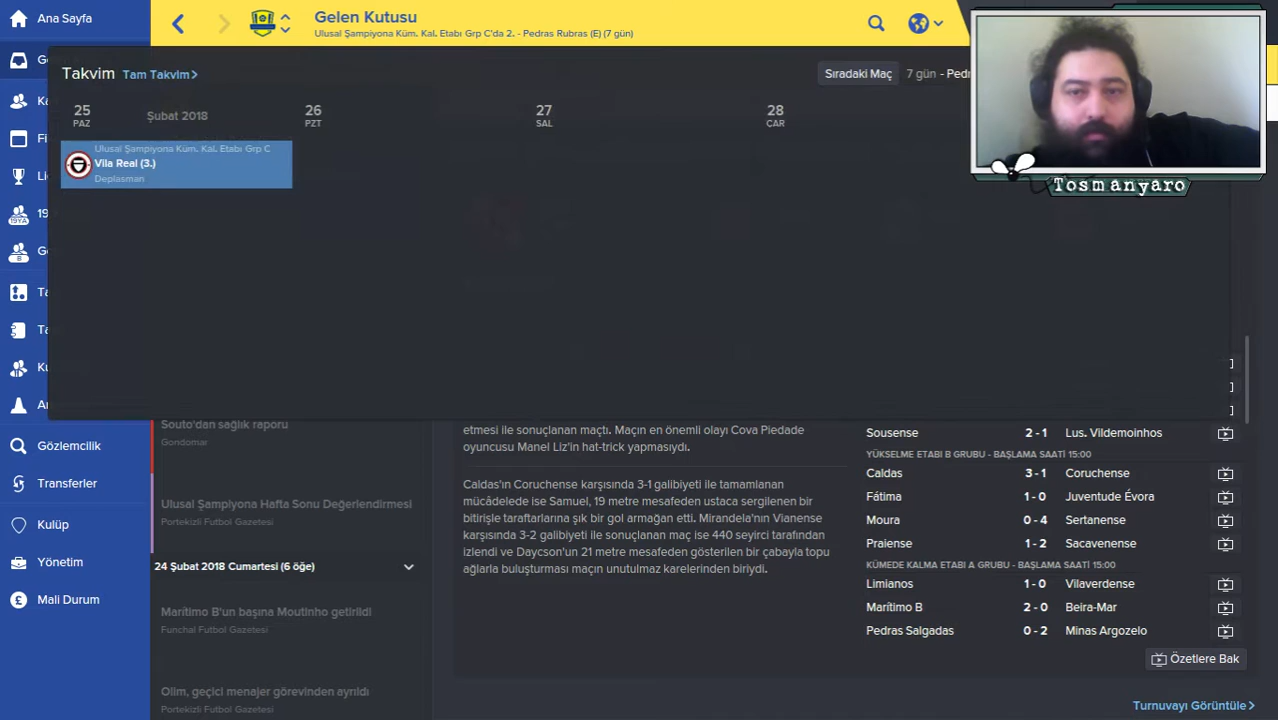 Ana Sayfa
Gelen Kutusu
Ulusal Şampiyona Küm. Kal. Etabı Grp C'da 2. - Pedras Rubras (E) (7 gün)
Takvim
Tam Takvim
Sıradaki Maç
7 gün - Pedr
25
PAZ
Şubat 2018
26
PZT
27
SAL
28
ÇAR
Ulusal Şampiyona Küm. Kal. Etabı Grp C
Vila Real (3.)
Deplasman
Tosmanyaro
Gözlemcilik
Transferler
Kulüp
Yönetim
Mali Durum
Souto'dan sağlık raporu
Gondomar
Ulusal Şampiyona Hafta Sonu Değerlendirmesi
Portekizli Futbol Gazetesi
24 Şubat 2018 Cumartesi (6 öğe)
Marítimo B'un başına Moutinho getirildi
Funchal Futbol Gazetesi
Olim, geçici menajer görevinden ayrıldı
Portekizli Futbol Gazetesi
etmesi ile sonuçlanan maçtı. Maçın en önemli olayı Cova Piedade
oyuncusu Manel Liz'in hat-trick yapmasıydı.
Caldas'ın Coruchense karşısında 3-1 galibiyeti ile tamamlanan
mücâdelede ise Samuel, 19 metre mesafeden ustaca sergilenen bir
bitirişle taraftarlarına şık bir gol armağan etti. Mirandela'nın Vianense
karşısında 3-2 galibiyeti ile sonuçlanan maç ise 440 seyirci tarafından
izlendi ve Daycson'un 21 metre mesafeden gösterilen bir çabayla topu
ağlarla buluşturması maçın unutulmaz karelerinden biriydi.
Sousense 2 - 1 Lus. Vildemoinhos
YÜKSELME ETABI B GRUBU - BAŞLAMA SAATİ 15:00
Caldas 3 - 1 Coruchense
Fátima 1 - 0 Juventude Évora
Moura 0 - 4 Sertanense
Praiense 1 - 2 Sacavenense
KÜMEDE KALMA ETABI A GRUBU - BAŞLAMA SAATİ 15:00
Limianos 1 - 0 Vilaverdense
Marítimo B 2 - 0 Beira-Mar
Pedras Salgadas 0 - 2 Minas Argozelo
Özetlere Bak
Turnuvayı Görüntüle